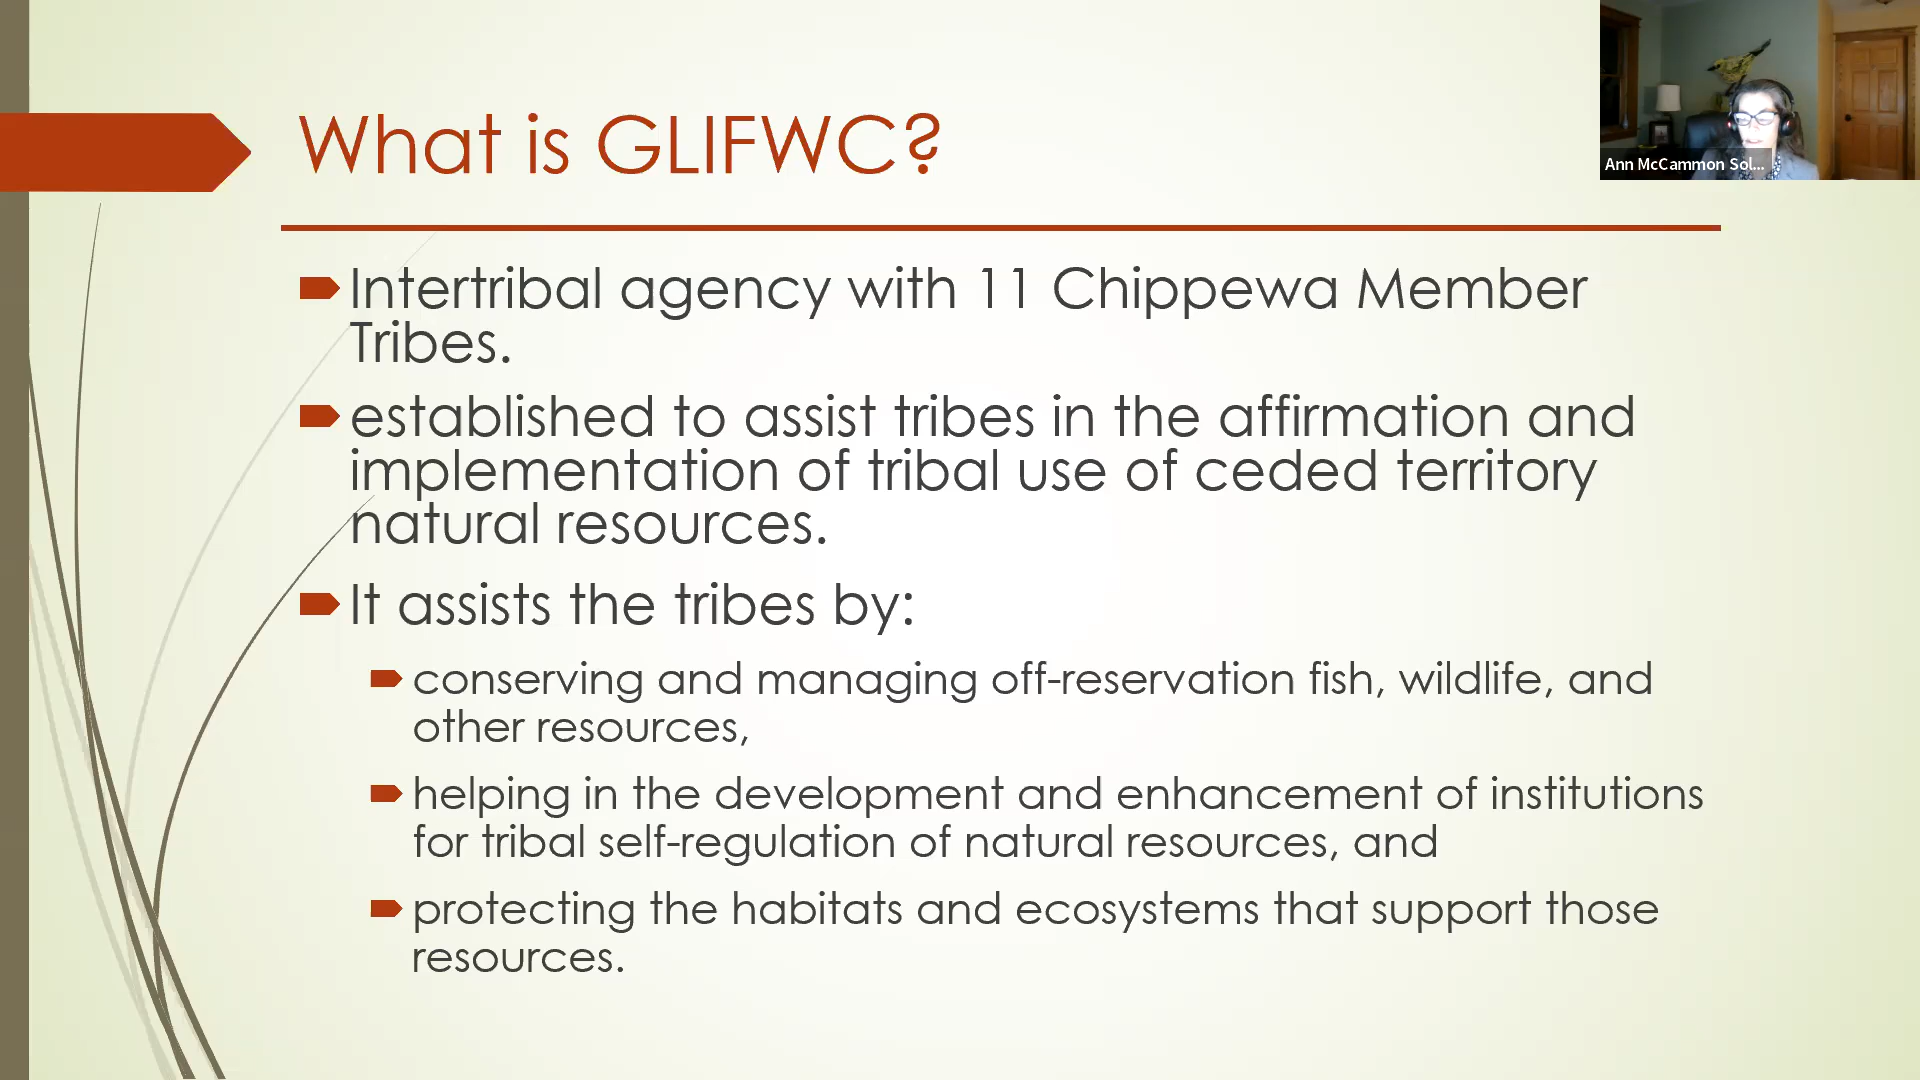 What is GLIFWC?
Ann McCammon Sol...
Intertribal agency with 11 Chippewa Member
Tribes.
established to assist tribes in the affirmation and
implementation of tribal use of ceded territory
natural resources.
It assists the tribes by:
conserving and managing off-reservation fish, wildlife, and
other resources,
helping in the development and enhancement of institutions
for tribal self-regulation of natural resources, and
protecting the habitats and ecosystems that support those
resources.